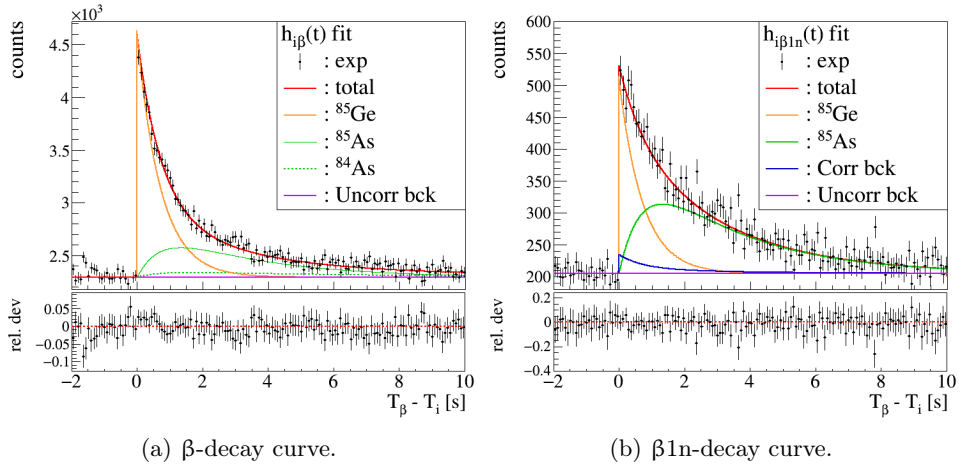 ×10³
counts
4.5
4
3.5
3
2.5
h_iβ(t) fit
: exp
: total
: ⁸⁵Ge
: ⁸⁵As
: ⁸⁴As
: Uncorr bck
rel. dev
0.05
0
−0.05
−0.1
−2 0 2 4 6 8 10
T_β - T_i [s]
(a) β-decay curve.
counts
600
550
500
450
400
350
300
250
200
h_iβ1n(t) fit
: exp
: total
: ⁸⁵Ge
: ⁸⁵As
: Corr bck
: Uncorr bck
rel. dev
0.2
0
−0.2
−0.4
−2 0 2 4 6 8 10
T_β - T_i [s]
(b) β1n-decay curve.